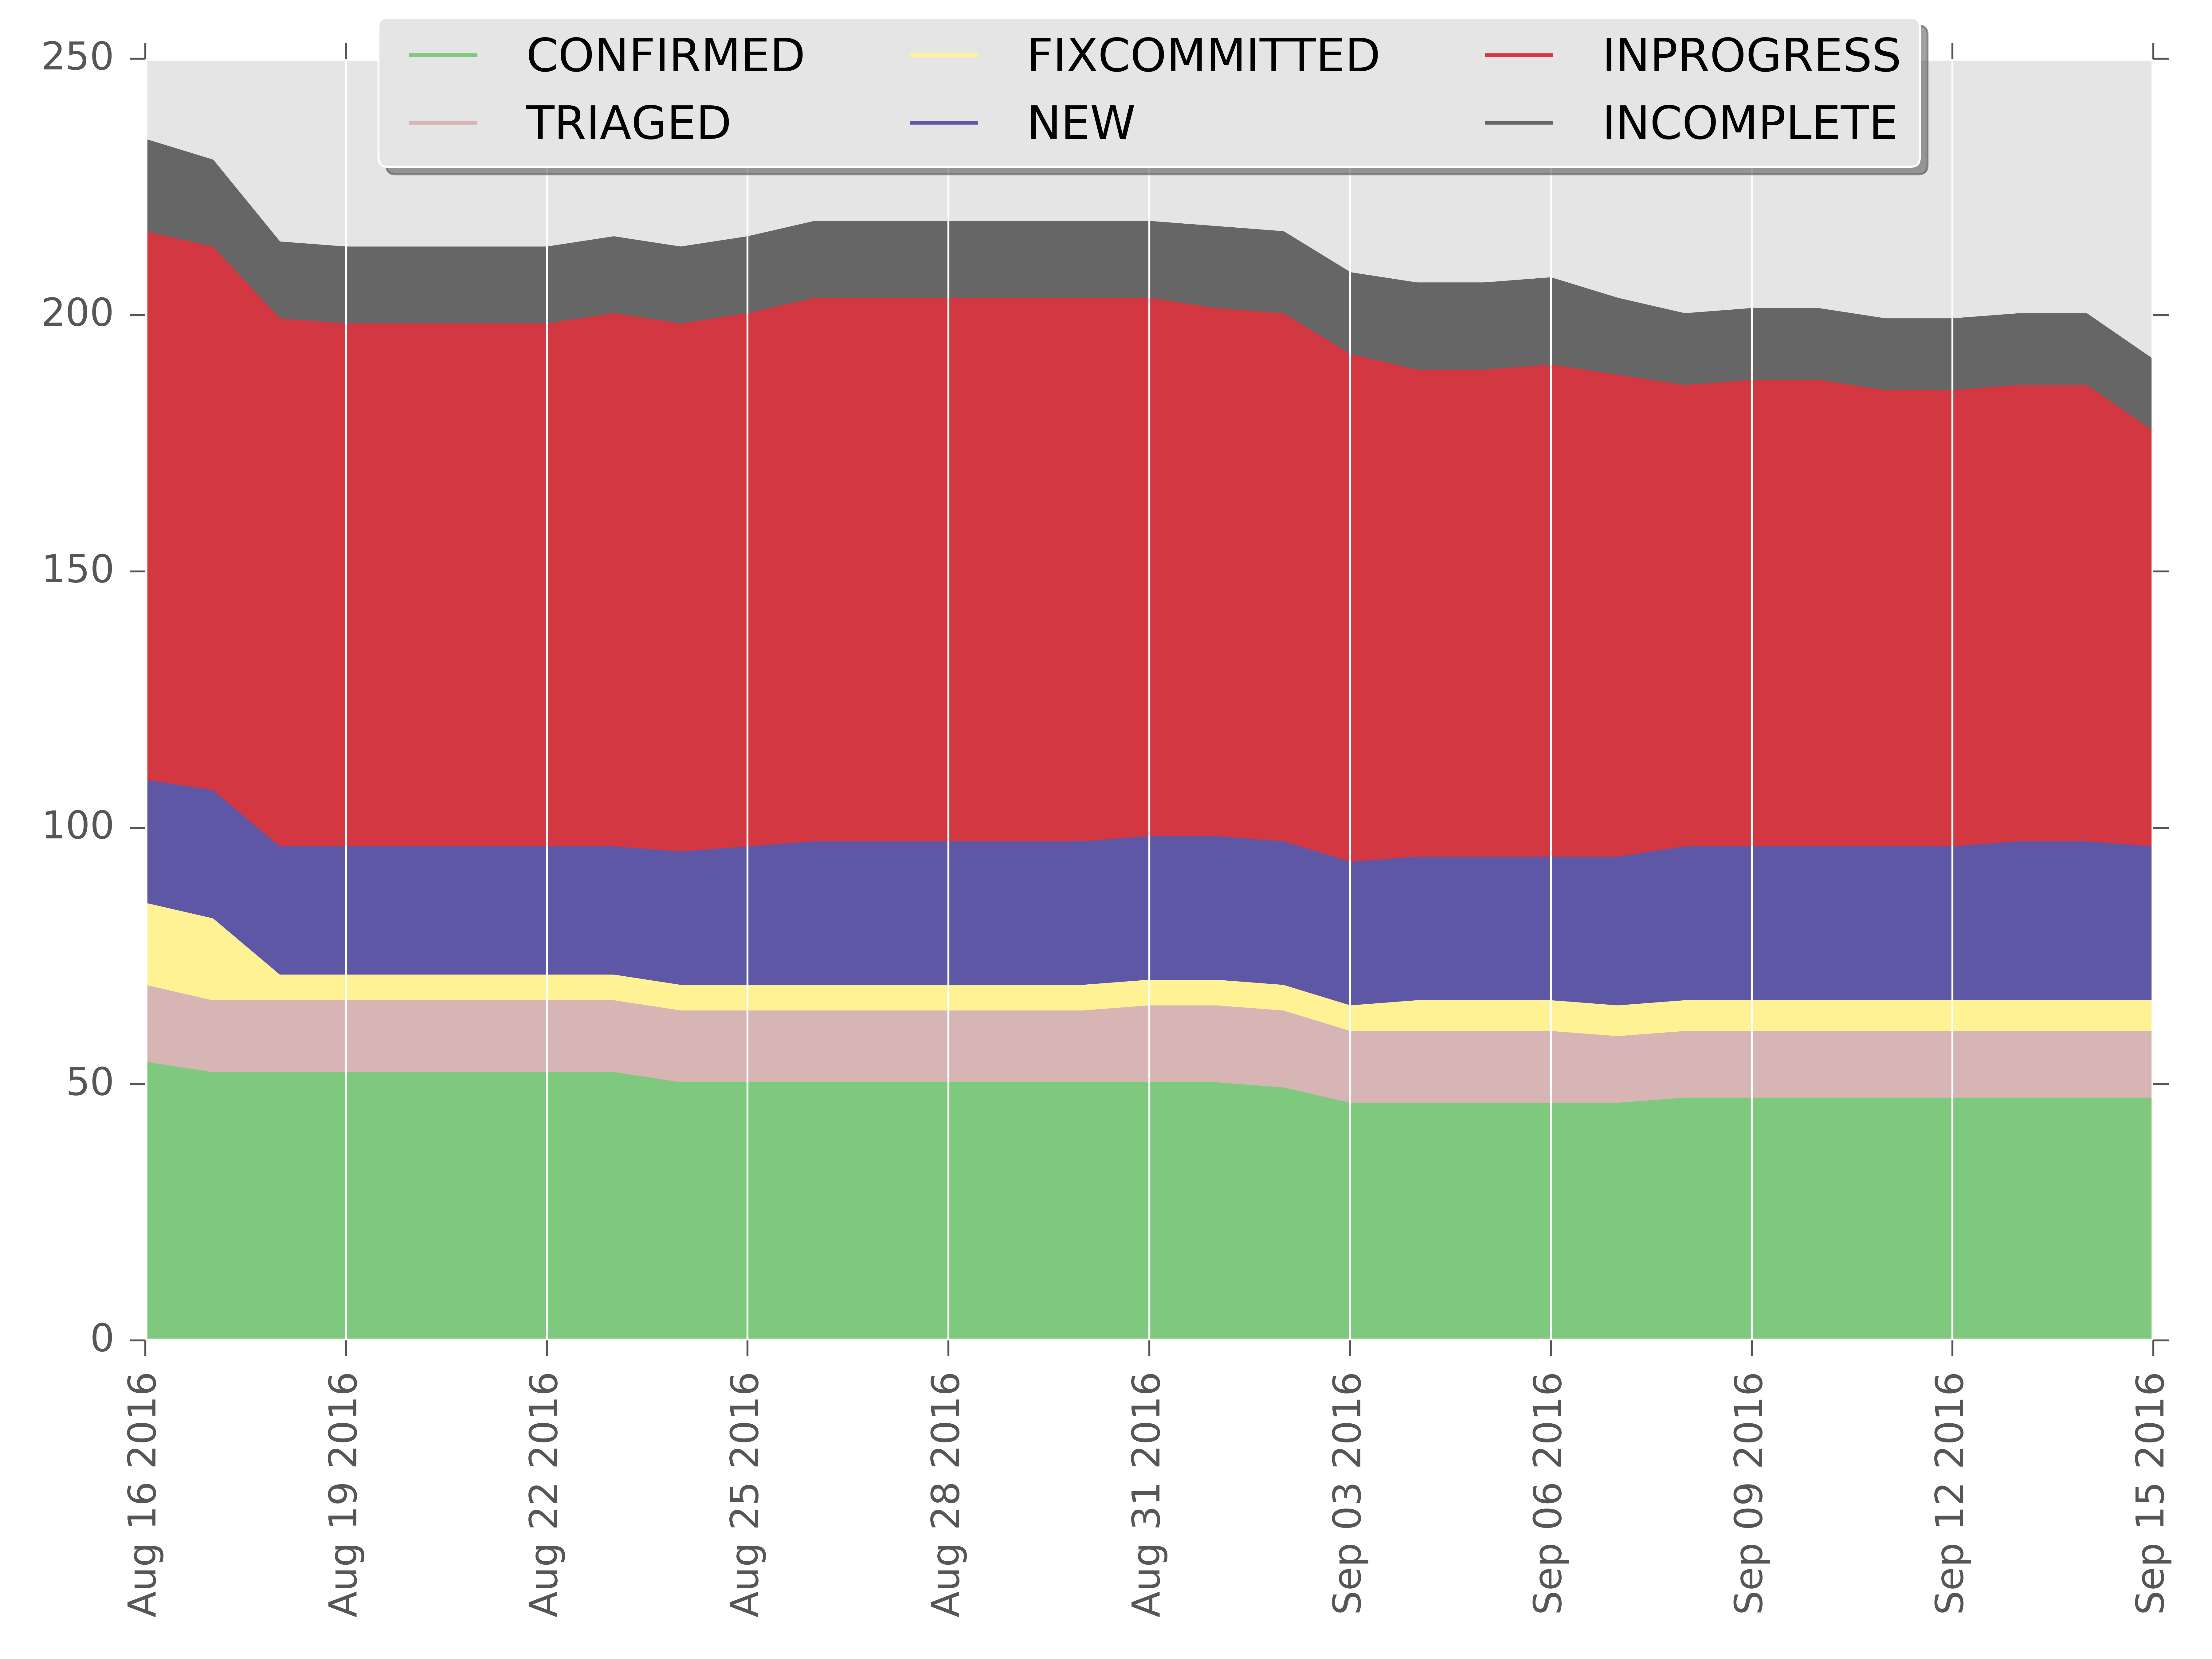 CONFIRMED FIXCOMMITTED INPROGRESS
TRIAGED NEW INCOMPLETE
250
200
150
100
50
0
Aug 16 2016
Aug 19 2016
Aug 22 2016
Aug 25 2016
Aug 28 2016
Aug 31 2016
Sep 03 2016
Sep 06 2016
Sep 09 2016
Sep 12 2016
Sep 15 2016